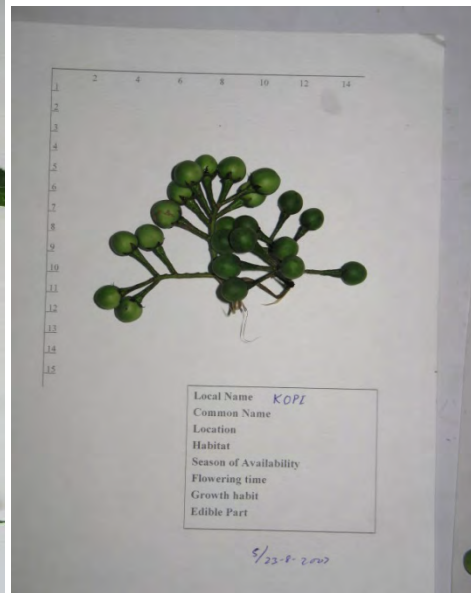 2 4 6 8 10 12 14
1
2
3
4
5
6
7
8
9
10
11
12
13
14
15
Local Name KOPI
Common Name
Location
Habitat
Season of Availability
Flowering time
Growth habit
Edible Part